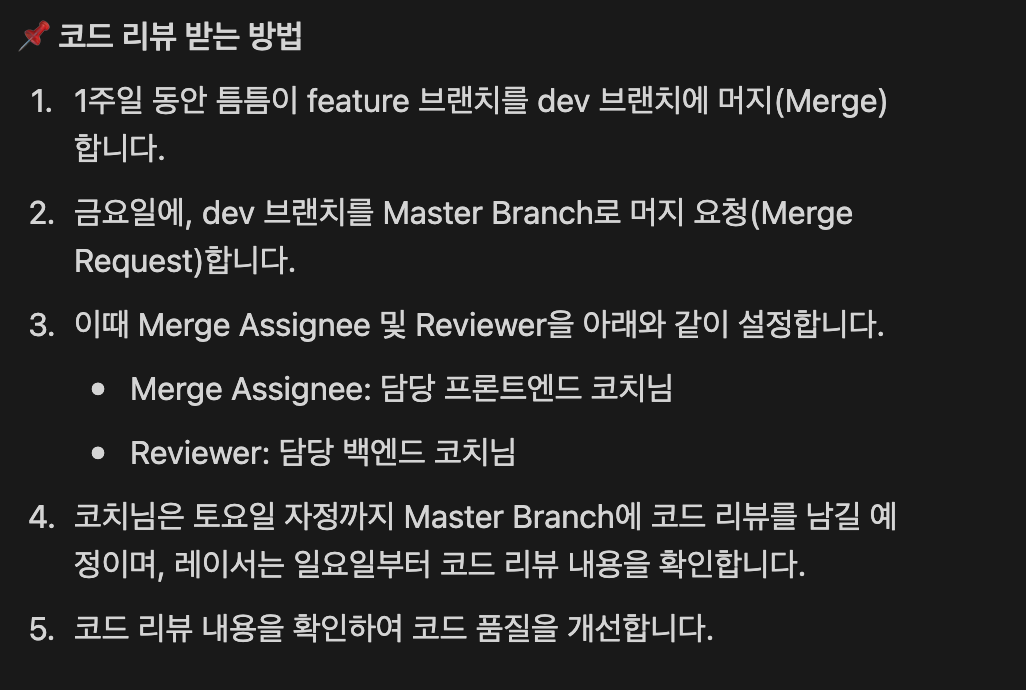 📌 코드 리뷰 받는 방법
1. 1주일 동안 틈틈이 feature 브랜치를 dev 브랜치에 머지(Merge)
합니다.
2. 금요일에, dev 브랜치를 Master Branch로 머지 요청(Merge
Request)합니다.
3. 이때 Merge Assignee 및 Reviewer을 아래와 같이 설정합니다.
• Merge Assignee: 담당 프론트엔드 코치님
• Reviewer: 담당 백엔드 코치님
4. 코치님은 토요일 자정까지 Master Branch에 코드 리뷰를 남길 예
정이며, 레이서는 일요일부터 코드 리뷰 내용을 확인합니다.
5. 코드 리뷰 내용을 확인하여 코드 품질을 개선합니다.